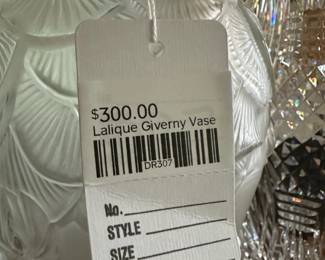 $300.00
Lalique Giverny Vase
DR307
No.
STYLE
SIZE